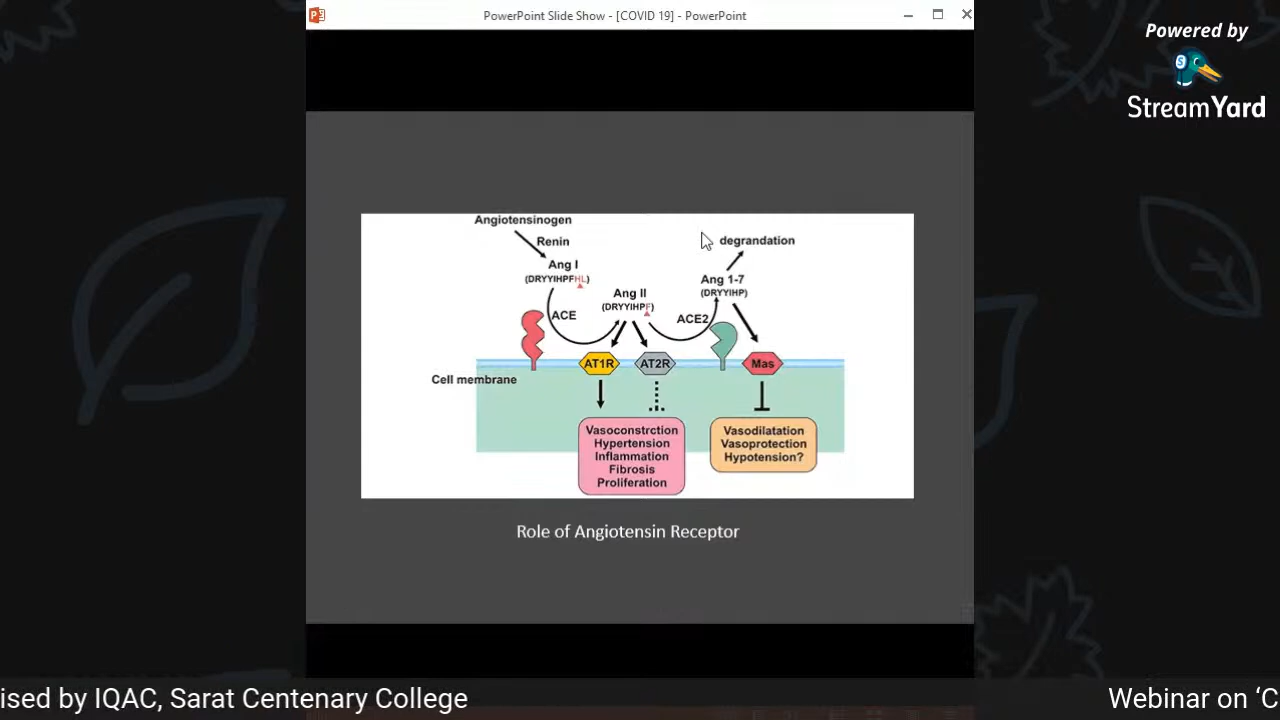 PowerPoint Slide Show - [COVID 19] - PowerPoint
Powered by
StreamYard
Angiotensinogen
Renin
Ang I
(DRYYIHPFHL)
ACE
Ang II
(DRYYIHPF)
ACE2
degrandation
Ang 1-7
(DRYYIHP)
AT1R
AT2R
Mas
Cell membrane
Vasoconstrction
Hypertension
Inflammation
Fibrosis
Proliferation
Vasodilatation
Vasoprotection
Hypotension?
Role of Angiotensin Receptor
ised by IQAC, Sarat Centenary College
Webinar on ‘C